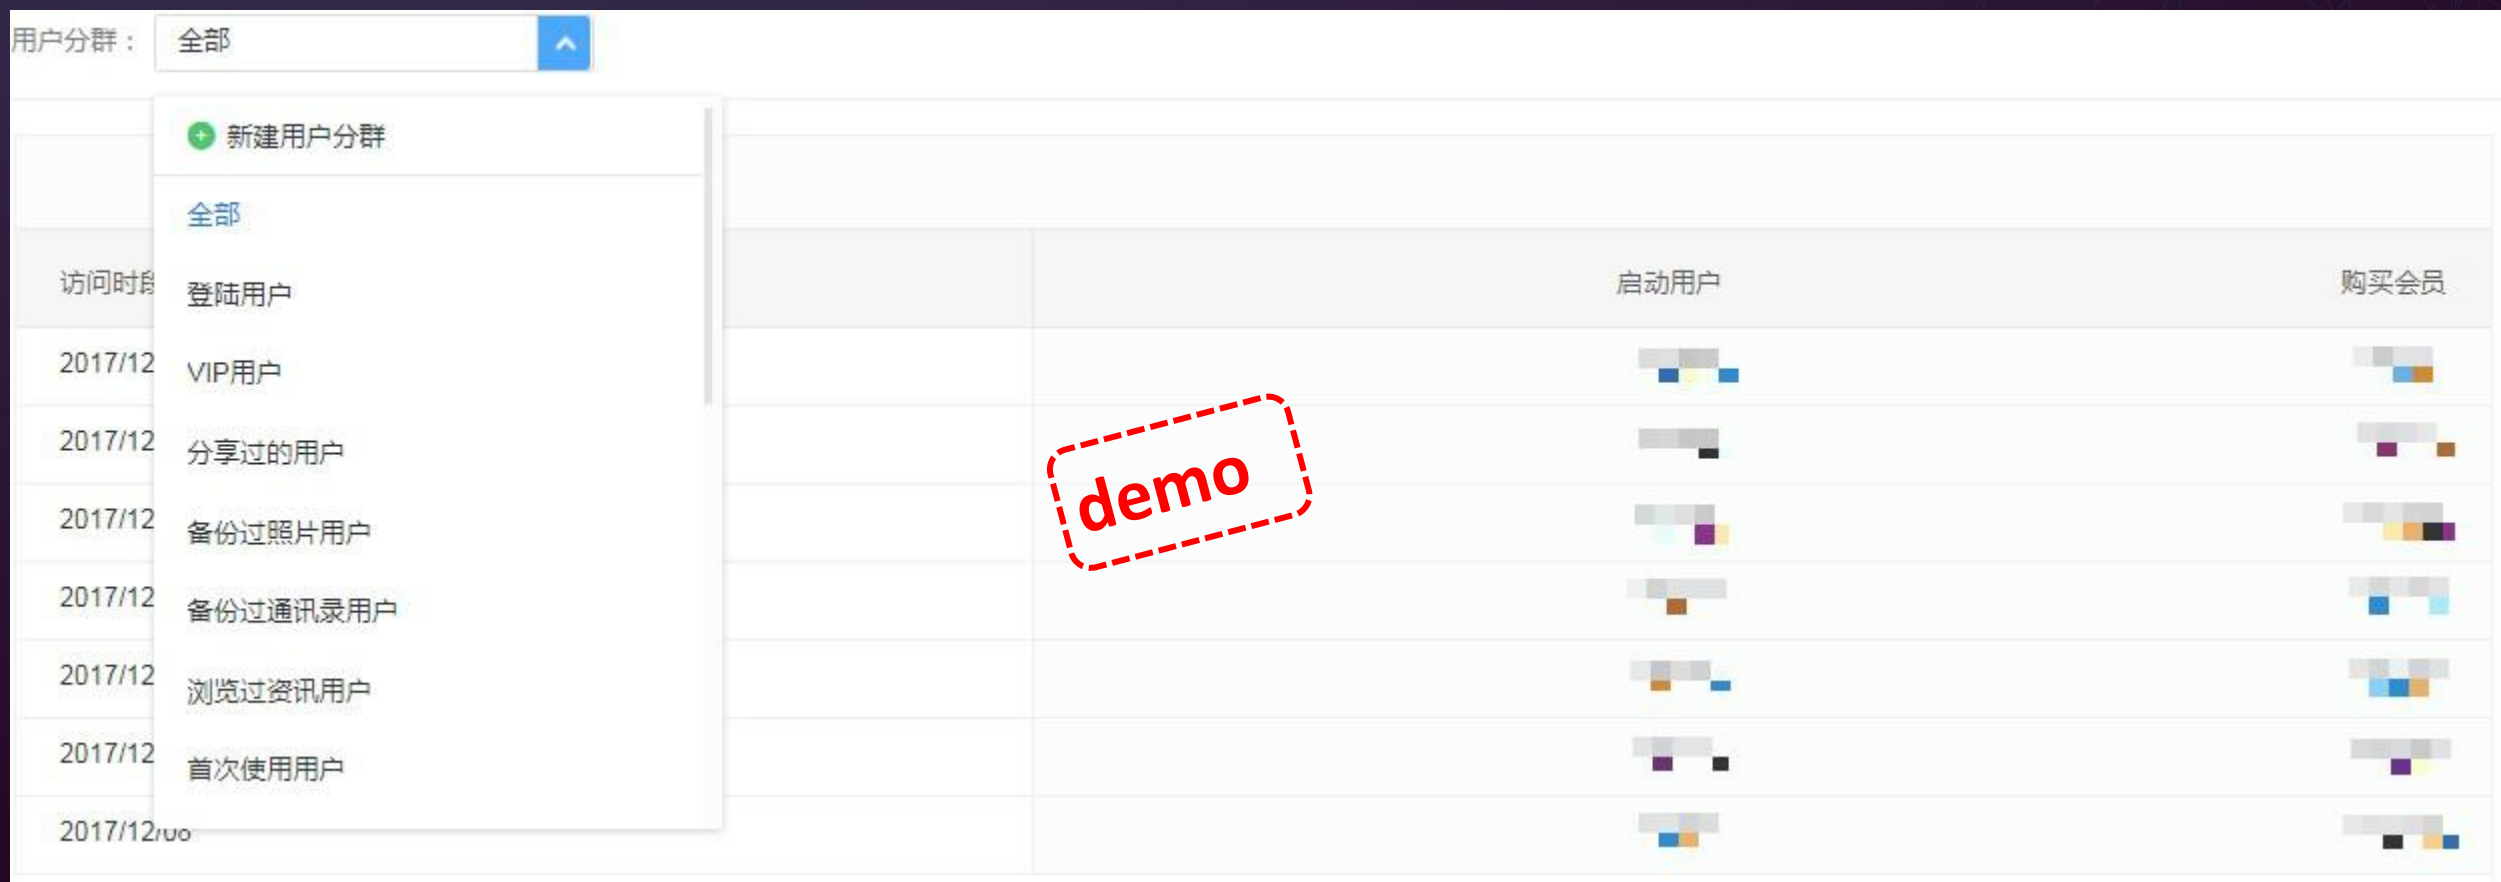 用户分群： 全部
新建用户分群
全部
访问时段 启动用户 购买会员
登陆用户
2017/12
VIP用户
2017/12
分享过的用户
demo
2017/12
备份过照片用户
2017/12
备份过通讯录用户
2017/12
浏览过资讯用户
2017/12
首次使用用户
2017/12/08